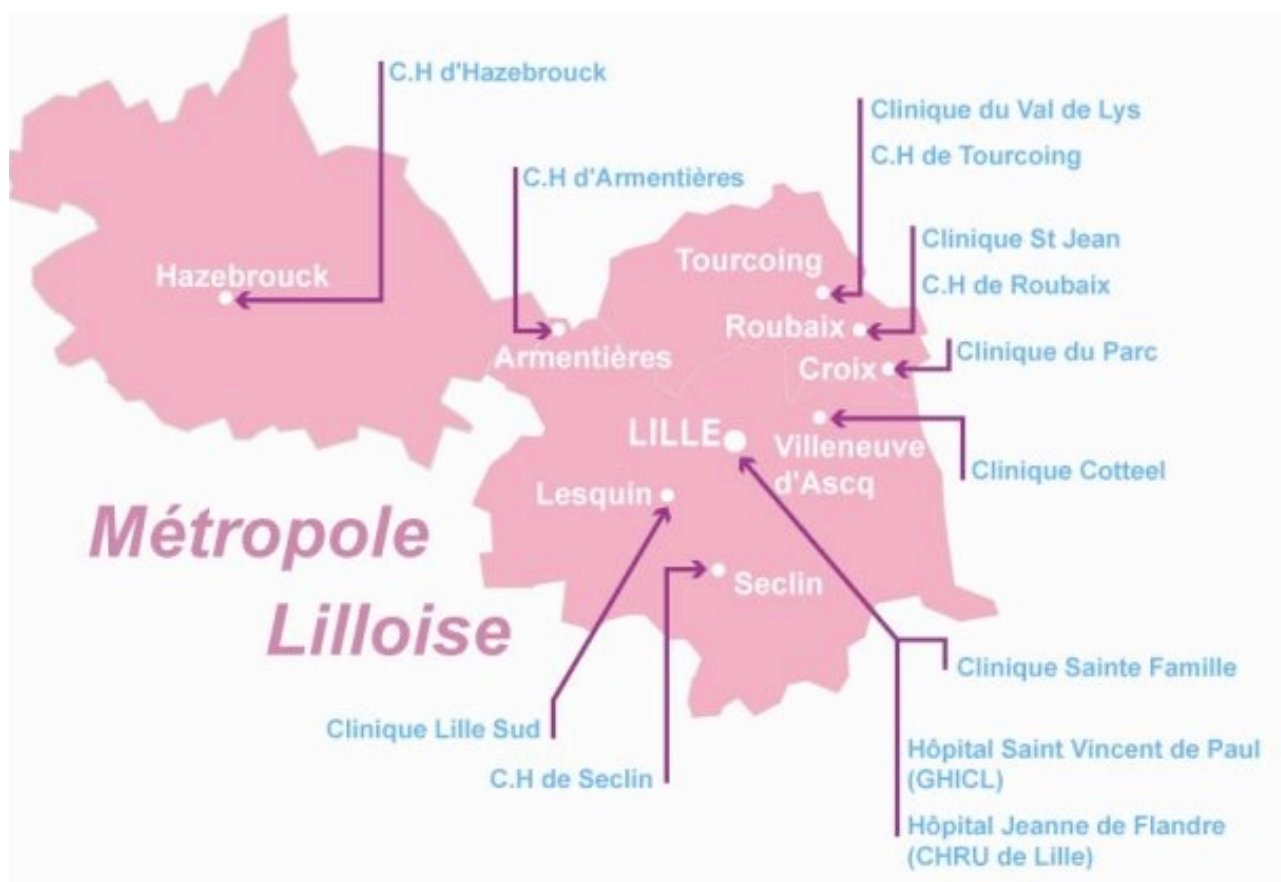 C.H d'Hazebrouck
Clinique du Val de Lys
C.H de Tourcoing
C.H d'Armentières
Clinique St Jean
C.H de Roubaix
Tourcoing
Hazebrouck
Roubaix
Armentières
Croix
Clinique du Parc
LILLE
Villeneuve
d'Ascq
Clinique Cotteel
Lesquin
Métropole
Lilloise
Seclin
Clinique Sainte Famille
Clinique Lille Sud
C.H de Seclin
Hôpital Saint Vincent de Paul
(GHICL)
Hôpital Jeanne de Flandre
(CHRU de Lille)